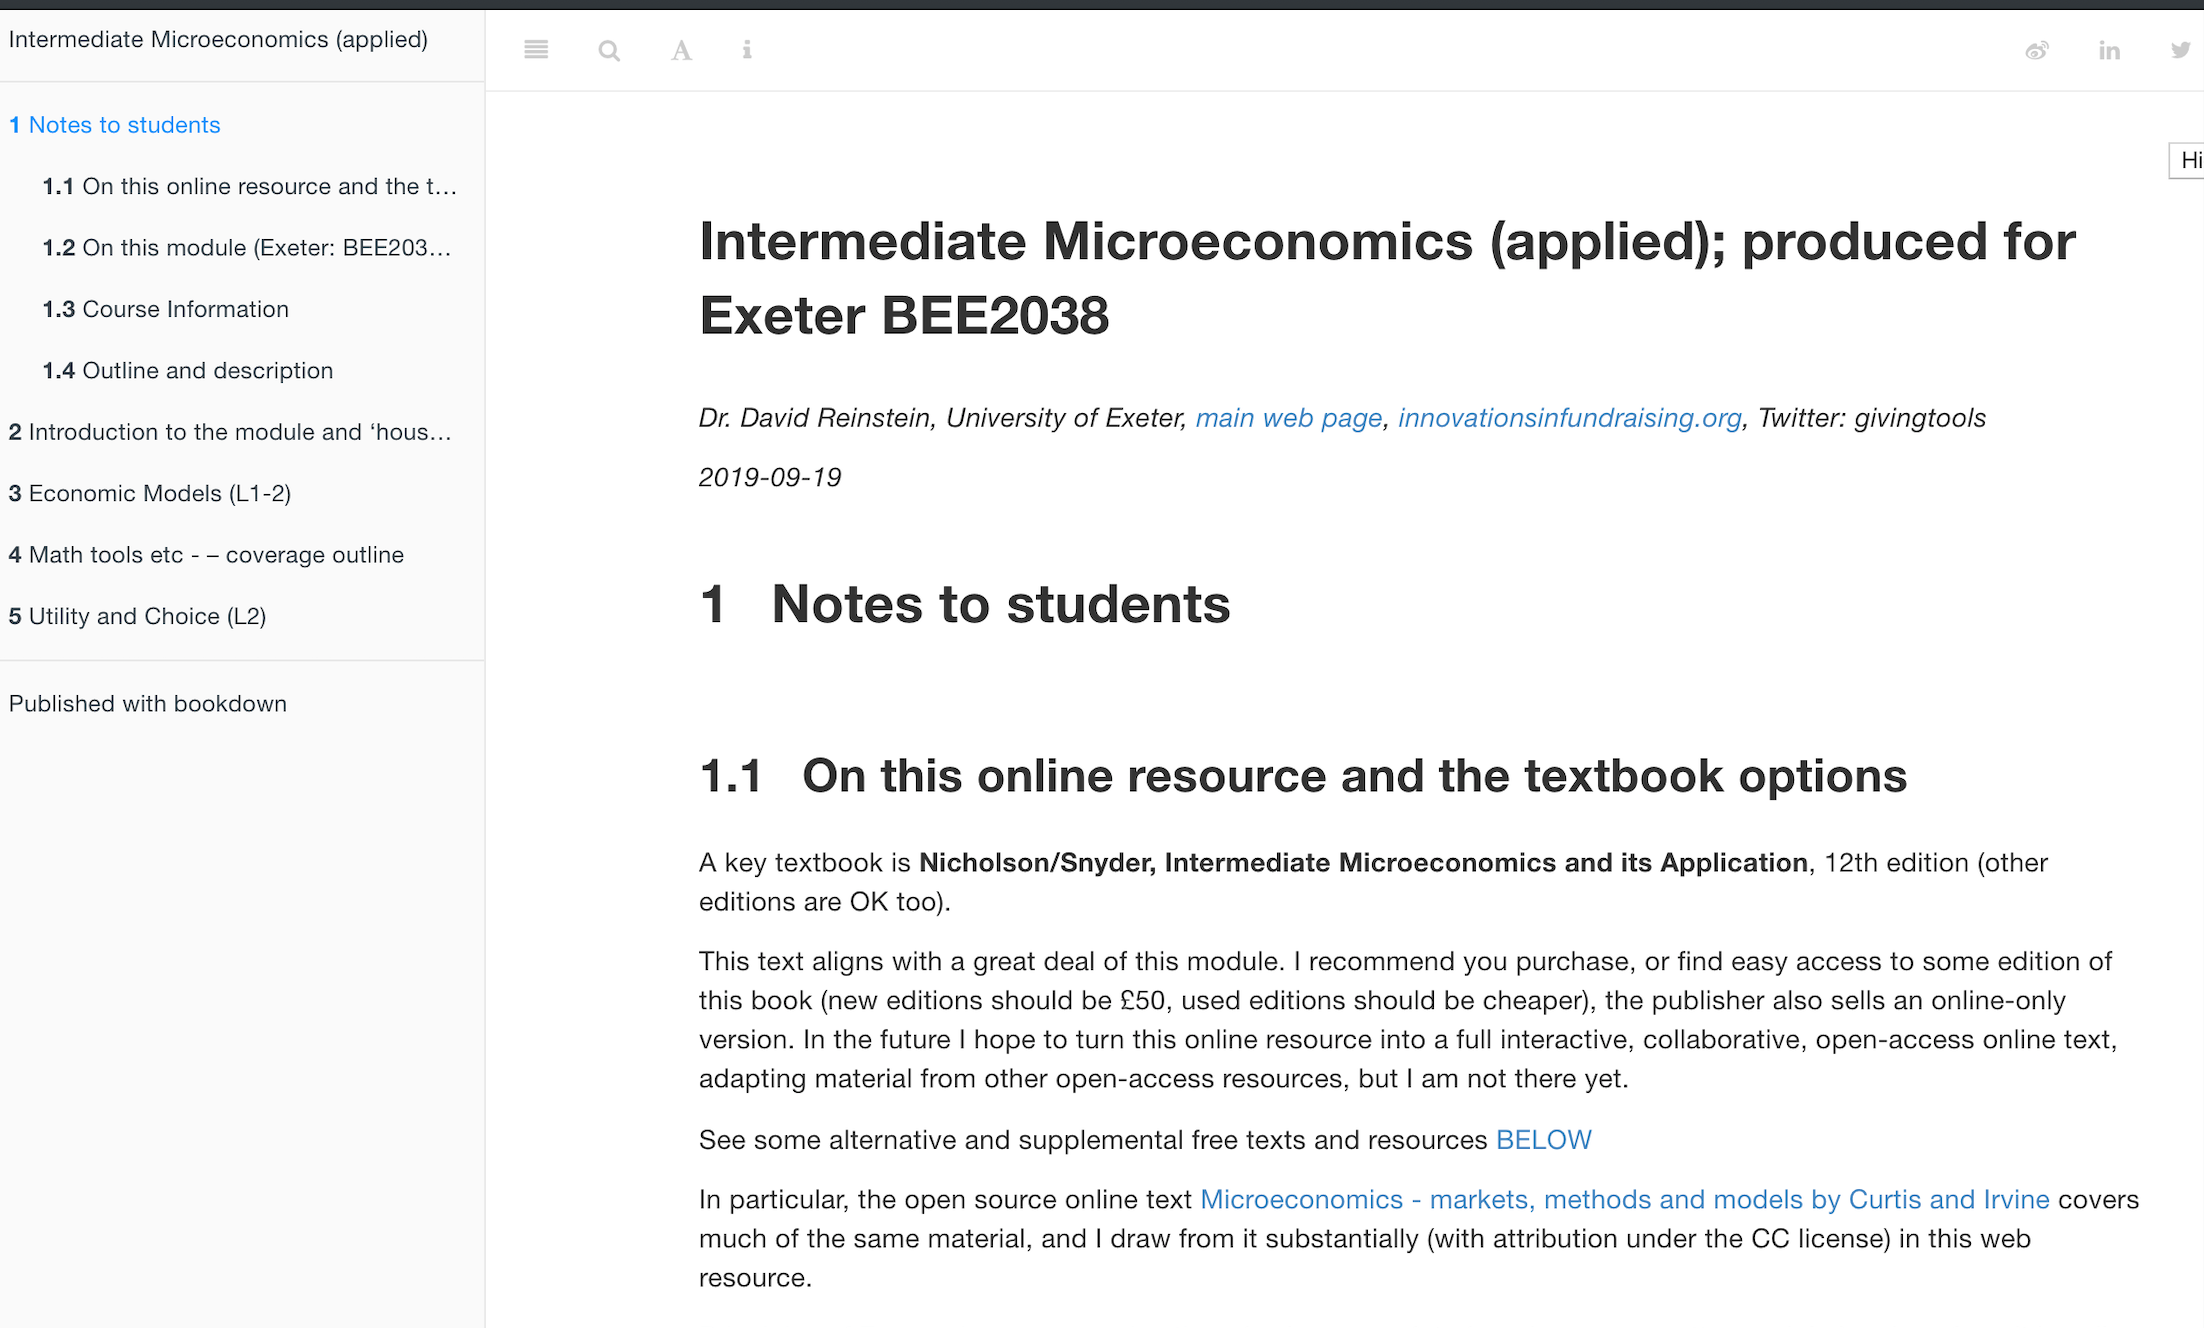 Intermediate Microeconomics (applied)
1 Notes to students
1.1 On this online resource and the t…
1.2 On this module (Exeter: BEE203…
1.3 Course Information
1.4 Outline and description
2 Introduction to the module and ‘hous…
3 Economic Models (L1-2)
4 Math tools etc - – coverage outline
5 Utility and Choice (L2)
Published with bookdown
A
i
in
Hi
Intermediate Microeconomics (applied); produced for
Exeter BEE2038
Dr. David Reinstein, University of Exeter, main web page, innovationsinfundraising.org, Twitter: givingtools
2019-09-19
1 Notes to students
1.1 On this online resource and the textbook options
A key textbook is Nicholson/Snyder, Intermediate Microeconomics and its Application, 12th edition (other
editions are OK too).
This text aligns with a great deal of this module. I recommend you purchase, or find easy access to some edition of
this book (new editions should be £50, used editions should be cheaper), the publisher also sells an online-only
version. In the future I hope to turn this online resource into a full interactive, collaborative, open-access online text,
adapting material from other open-access resources, but I am not there yet.
See some alternative and supplemental free texts and resources BELOW
In particular, the open source online text Microeconomics - markets, methods and models by Curtis and Irvine covers
much of the same material, and I draw from it substantially (with attribution under the CC license) in this web
resource.